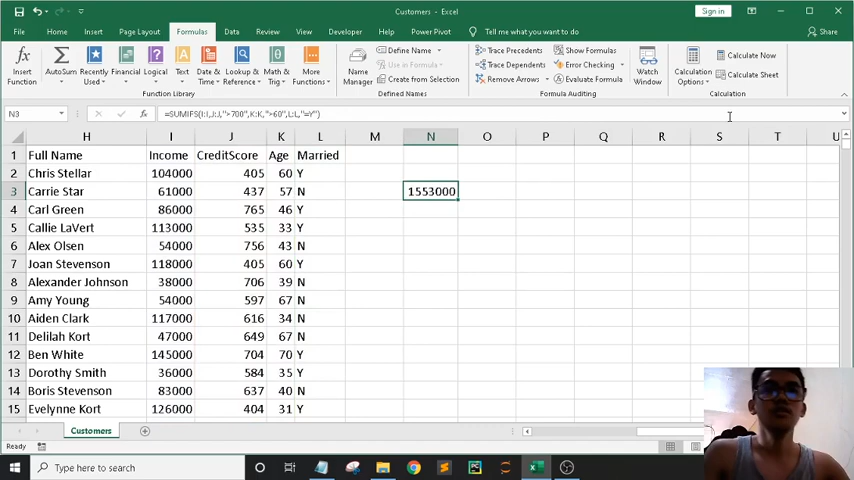 Customers - Excel
Sign in
File Home Insert Page Layout Formulas Data Review View Developer Help Power Pivot Tell me what you want to do Share
Insert Function
AutoSum
Recently Used
Financial
Logical
Text
Date & Time
Lookup & Reference
Math & Trig
More Functions
Function Library
Name Manager
Define Name
Use in Formula
Create from Selection
Defined Names
Trace Precedents
Trace Dependents
Remove Arrows
Show Formulas
Error Checking
Evaluate Formula
Formula Auditing
Watch Window
Calculation Options
Calculate Now
Calculate Sheet
Calculation
N3 fx =SUMIFS(I:I,J:J,">700",K:K,">60",L:L,"=Y")
H I J K L M N O P Q R S T U
1 Full Name Income CreditScore Age Married
2 Chris Stellar 104000 405 60 Y
3 Carrie Star 61000 437 57 N 1553000
4 Carl Green 86000 765 46 Y
5 Callie LaVert 113000 535 33 Y
6 Alex Olsen 54000 756 43 N
7 Joan Stevenson 118000 405 60 Y
8 Alexander Johnson 38000 706 39 N
9 Amy Young 54000 597 67 N
10 Aiden Clark 117000 616 34 N
11 Delilah Kort 47000 649 67 N
12 Ben White 145000 704 70 Y
13 Dorothy Smith 36000 584 35 Y
14 Boris Stevenson 83000 637 40 N
15 Evelynne Kort 126000 404 31 Y
Customers
Ready
Type here to search